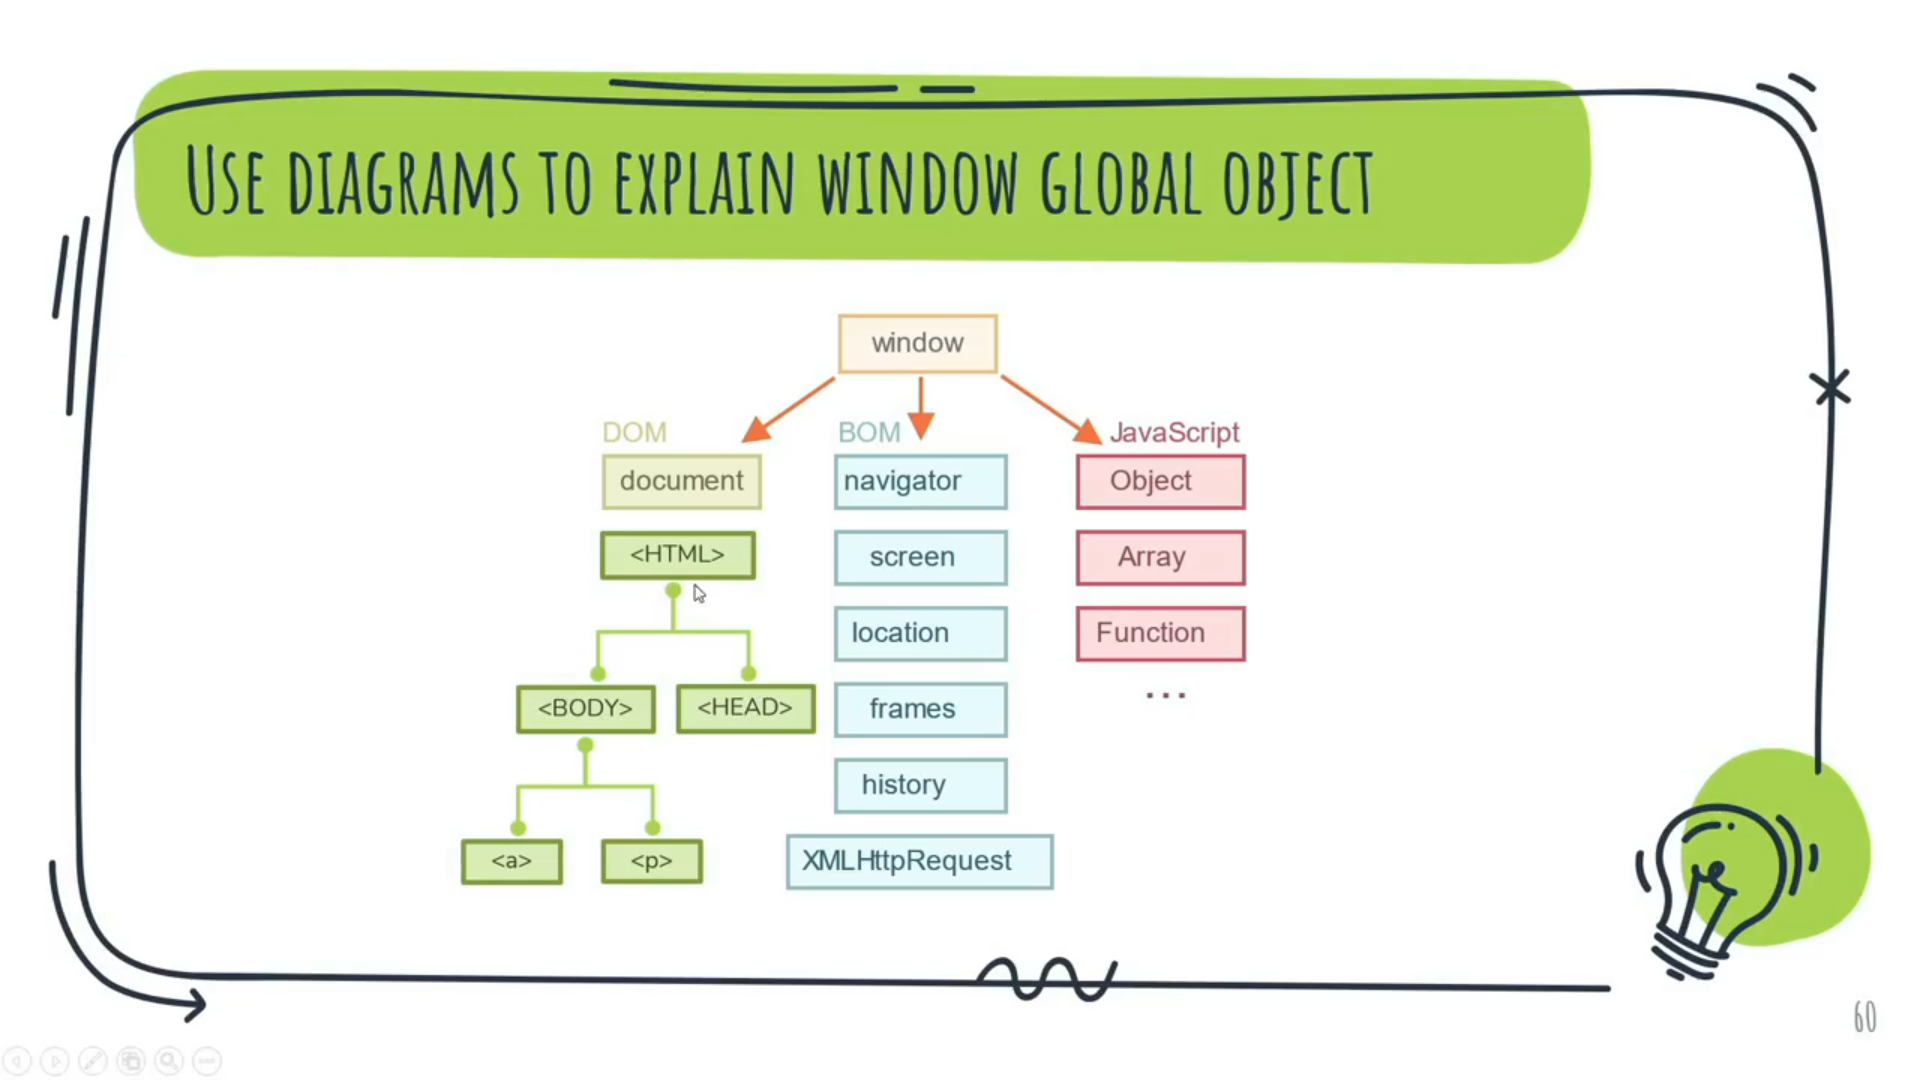 USE DIAGRAMS TO EXPLAIN WINDOW GLOBAL OBJECT
window
DOM
document
<HTML>
<BODY>
<HEAD>
<a>
<p>
BOM
navigator
screen
location
frames
history
XMLHttpRequest
JavaScript
Object
Array
Function
...
60